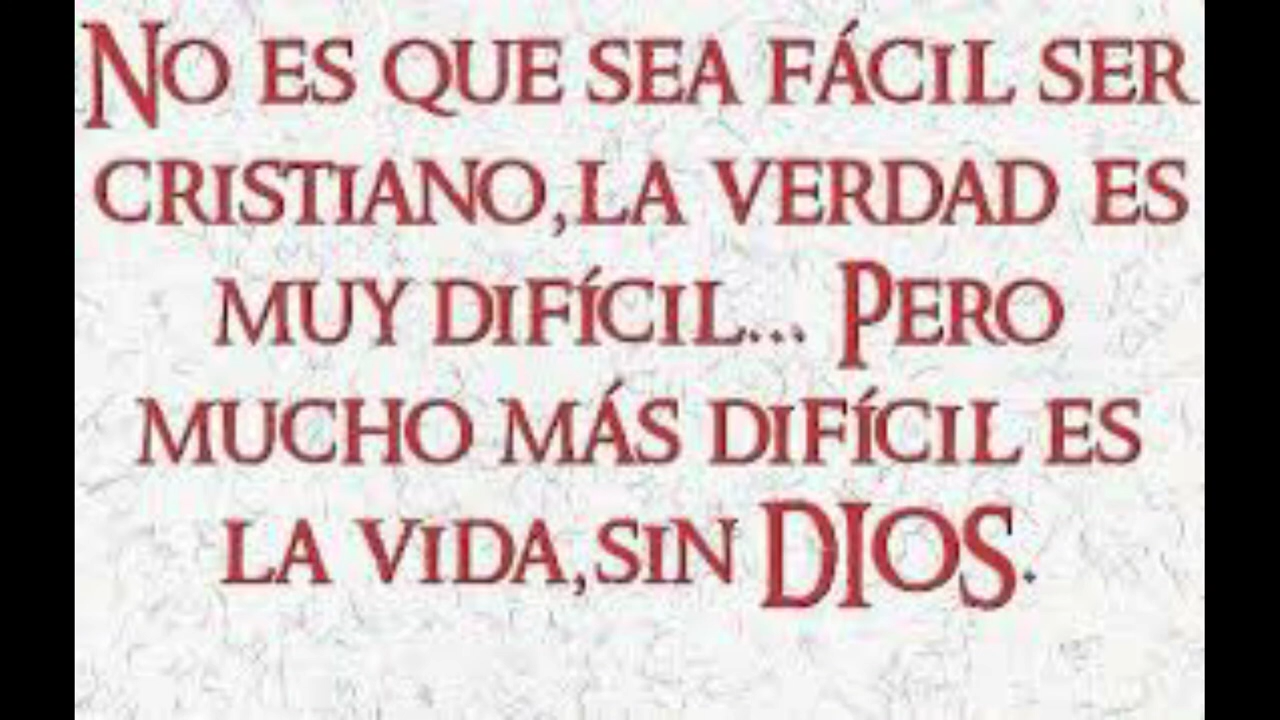 No ES QUE SEA FÁCIL SER
CRISTIANO,LA VERDAD ES
MUY DIFÍCIL... PERO
MUCHO MÁS DIFÍCIL ES
LA VIDA,SIN DIOS.